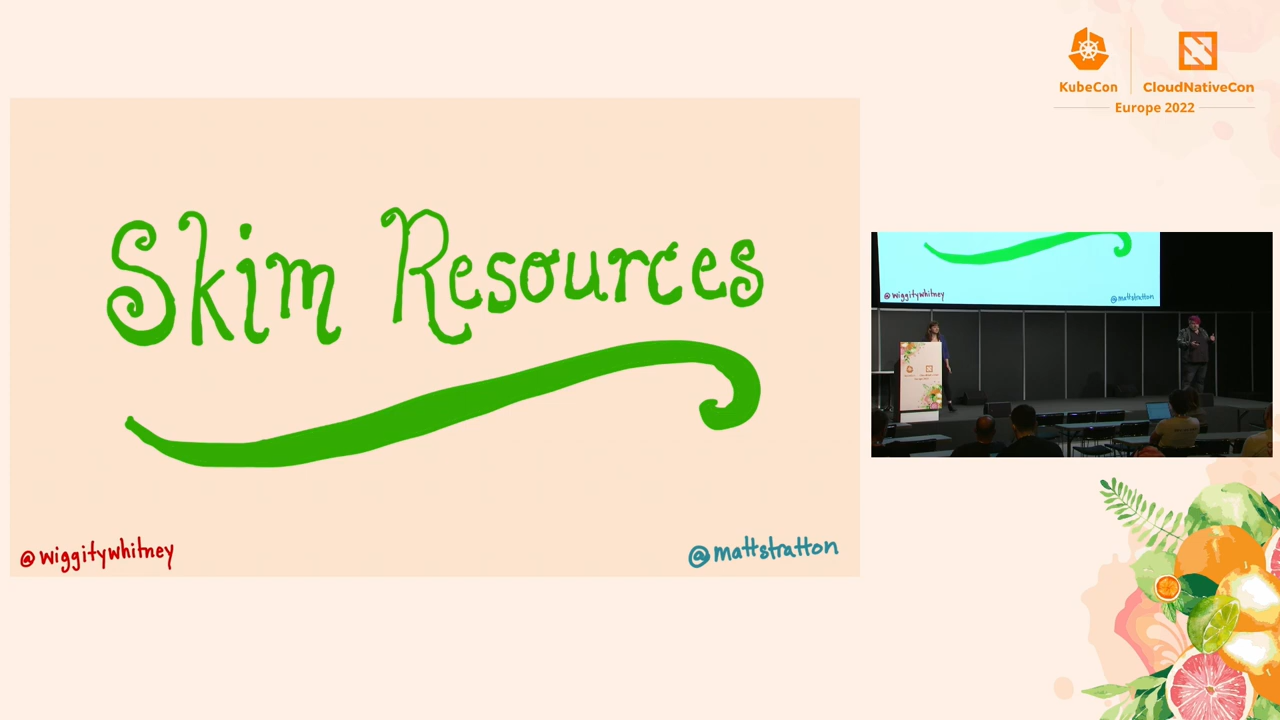 KubeCon
CloudNativeCon
Europe 2022
Skim Resources
@wiggitywhitney
@mattstratton
@wiggitywhitney
@mattstratton